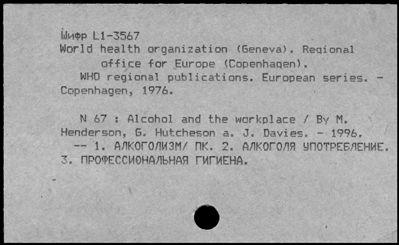 Шифр L1-3567
World health organization (Geneva). Regional
office for Europe (Copenhagen).
WHO regional publications. European series. -
Copenhagen, 1976.
N 67 : Alcohol and the workplace / By M.
Henderson, G. Hutcheson a. J. Davies. - 1996.
-- 1. АЛКОГОЛИЗМ/ ПК. 2. АЛКОГОЛЯ УПОТРЕБЛЕНИЕ.
3. ПРОФЕССИОНАЛЬНАЯ ГИГИЕНА.